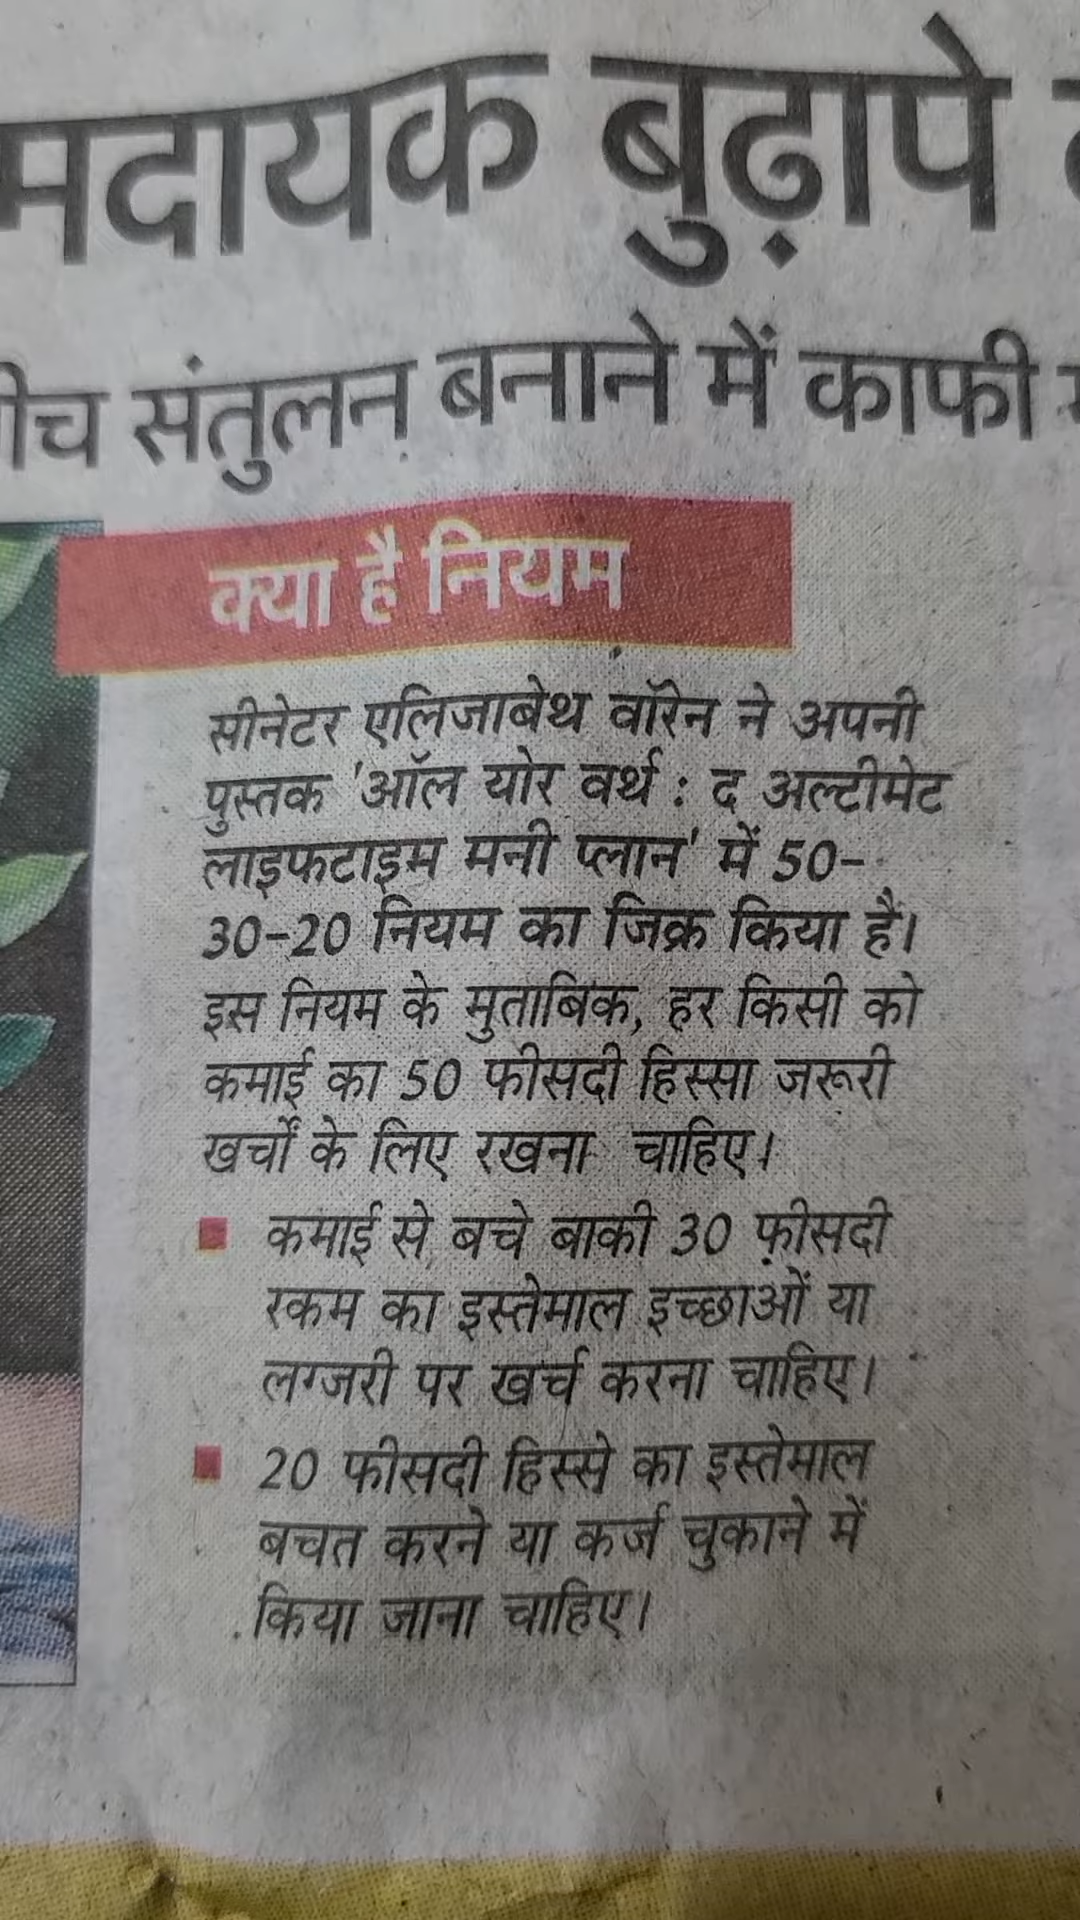 बुढ़ापे
संतुलन बनाने में काफी
क्या है नियम
सीनेटर एलिजाबेथ वॉरेन ने अपनी
पुस्तक 'ऑल योर वर्थ : द अल्टीमेट
लाइफटाइम मनी प्लान' में 50-
30-20 नियम का जिक्र किया है।
इस नियम के मुताबिक, हर किसी को
कमाई का 50 फीसदी हिस्सा जरूरी
खर्चों के लिए रखना चाहिए।
कमाई से बचे बाकी 30 फ़ीसदी
रकम का इस्तेमाल इच्छाओं या
लग्जरी पर खर्च करना चाहिए।
20 फीसदी हिस्से का इस्तेमाल
बचत करने या कर्ज चुकाने में
किया जाना चाहिए।